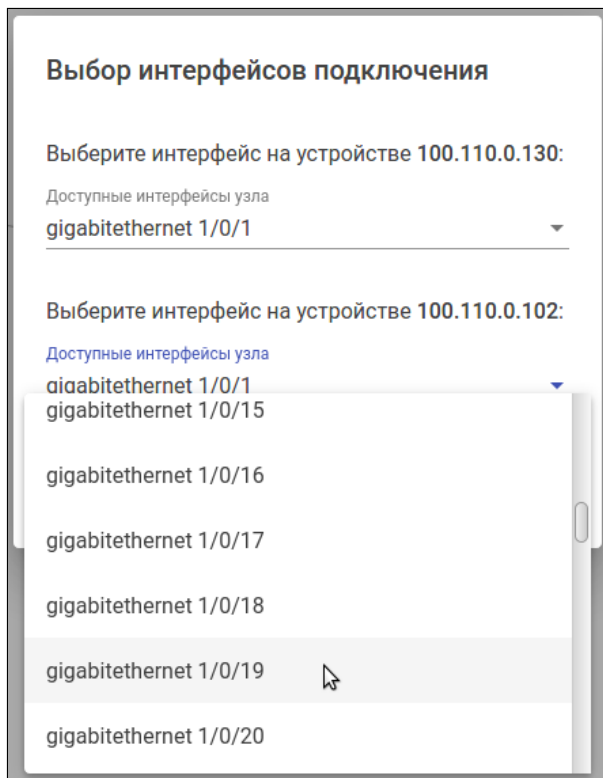 Выбор интерфейсов подключения
Выберите интерфейс на устройстве 100.110.0.130:
Доступные интерфейсы узла
gigabitethernet 1/0/1
Выберите интерфейс на устройстве 100.110.0.102:
Доступные интерфейсы узла
gigabitethernet 1/0/1
gigabitethernet 1/0/15
gigabitethernet 1/0/16
gigabitethernet 1/0/17
gigabitethernet 1/0/18
gigabitethernet 1/0/19
gigabitethernet 1/0/20